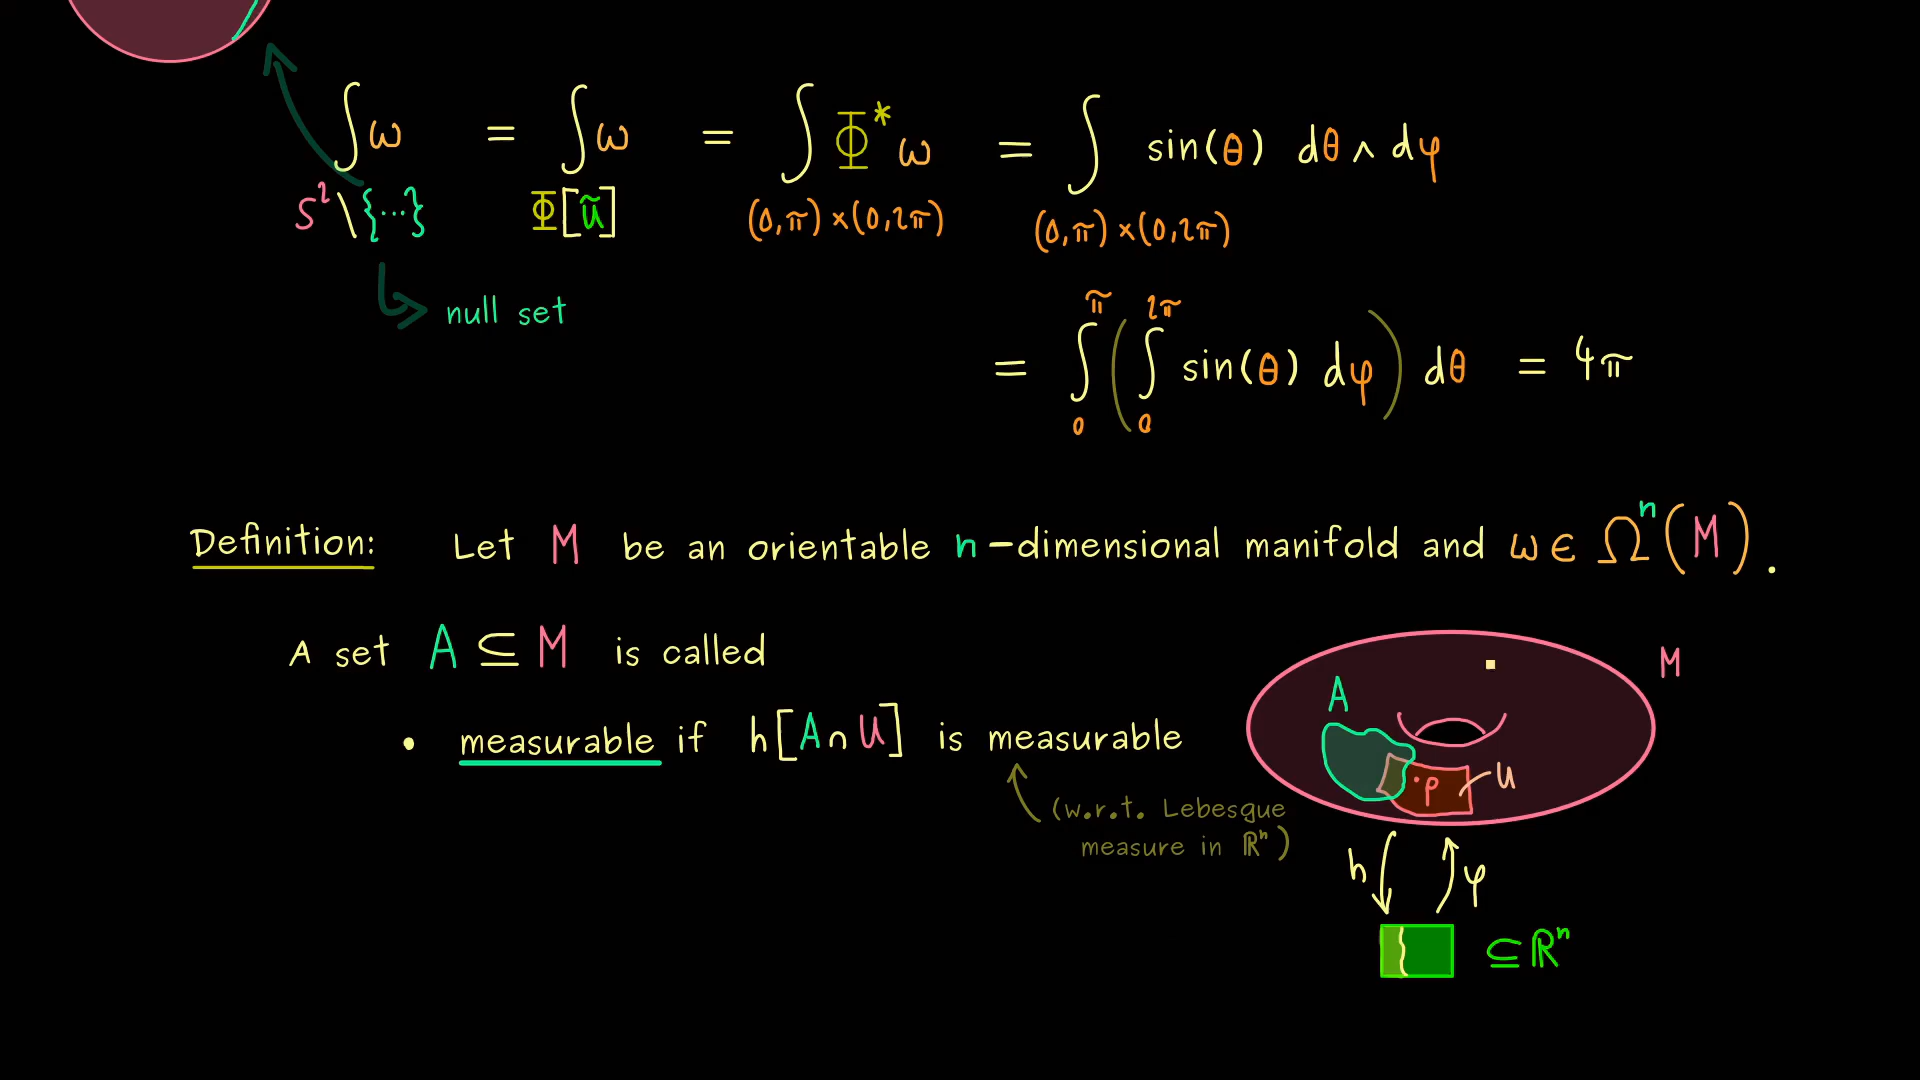 ∫ω = ∫ω = ∫Φ*ω = ∫ sin(θ) dθ ∧ dφ
S²\{…} Φ[Ũ] (0,π)×(0,2π) (0,π)×(0,2π)
null set
= ∫₀^π (∫₀^2π sin(θ) dφ) dθ = 4π
Definition: Let M be an orientable n-dimensional manifold and ω ∈ Ωⁿ(M).
A set A ⊆ M is called
• measurable if h[A∩U] is measurable
(w.r.t. Lebesgue
measure in ℝⁿ)
M
A
p
U
h φ
⊆ ℝⁿ